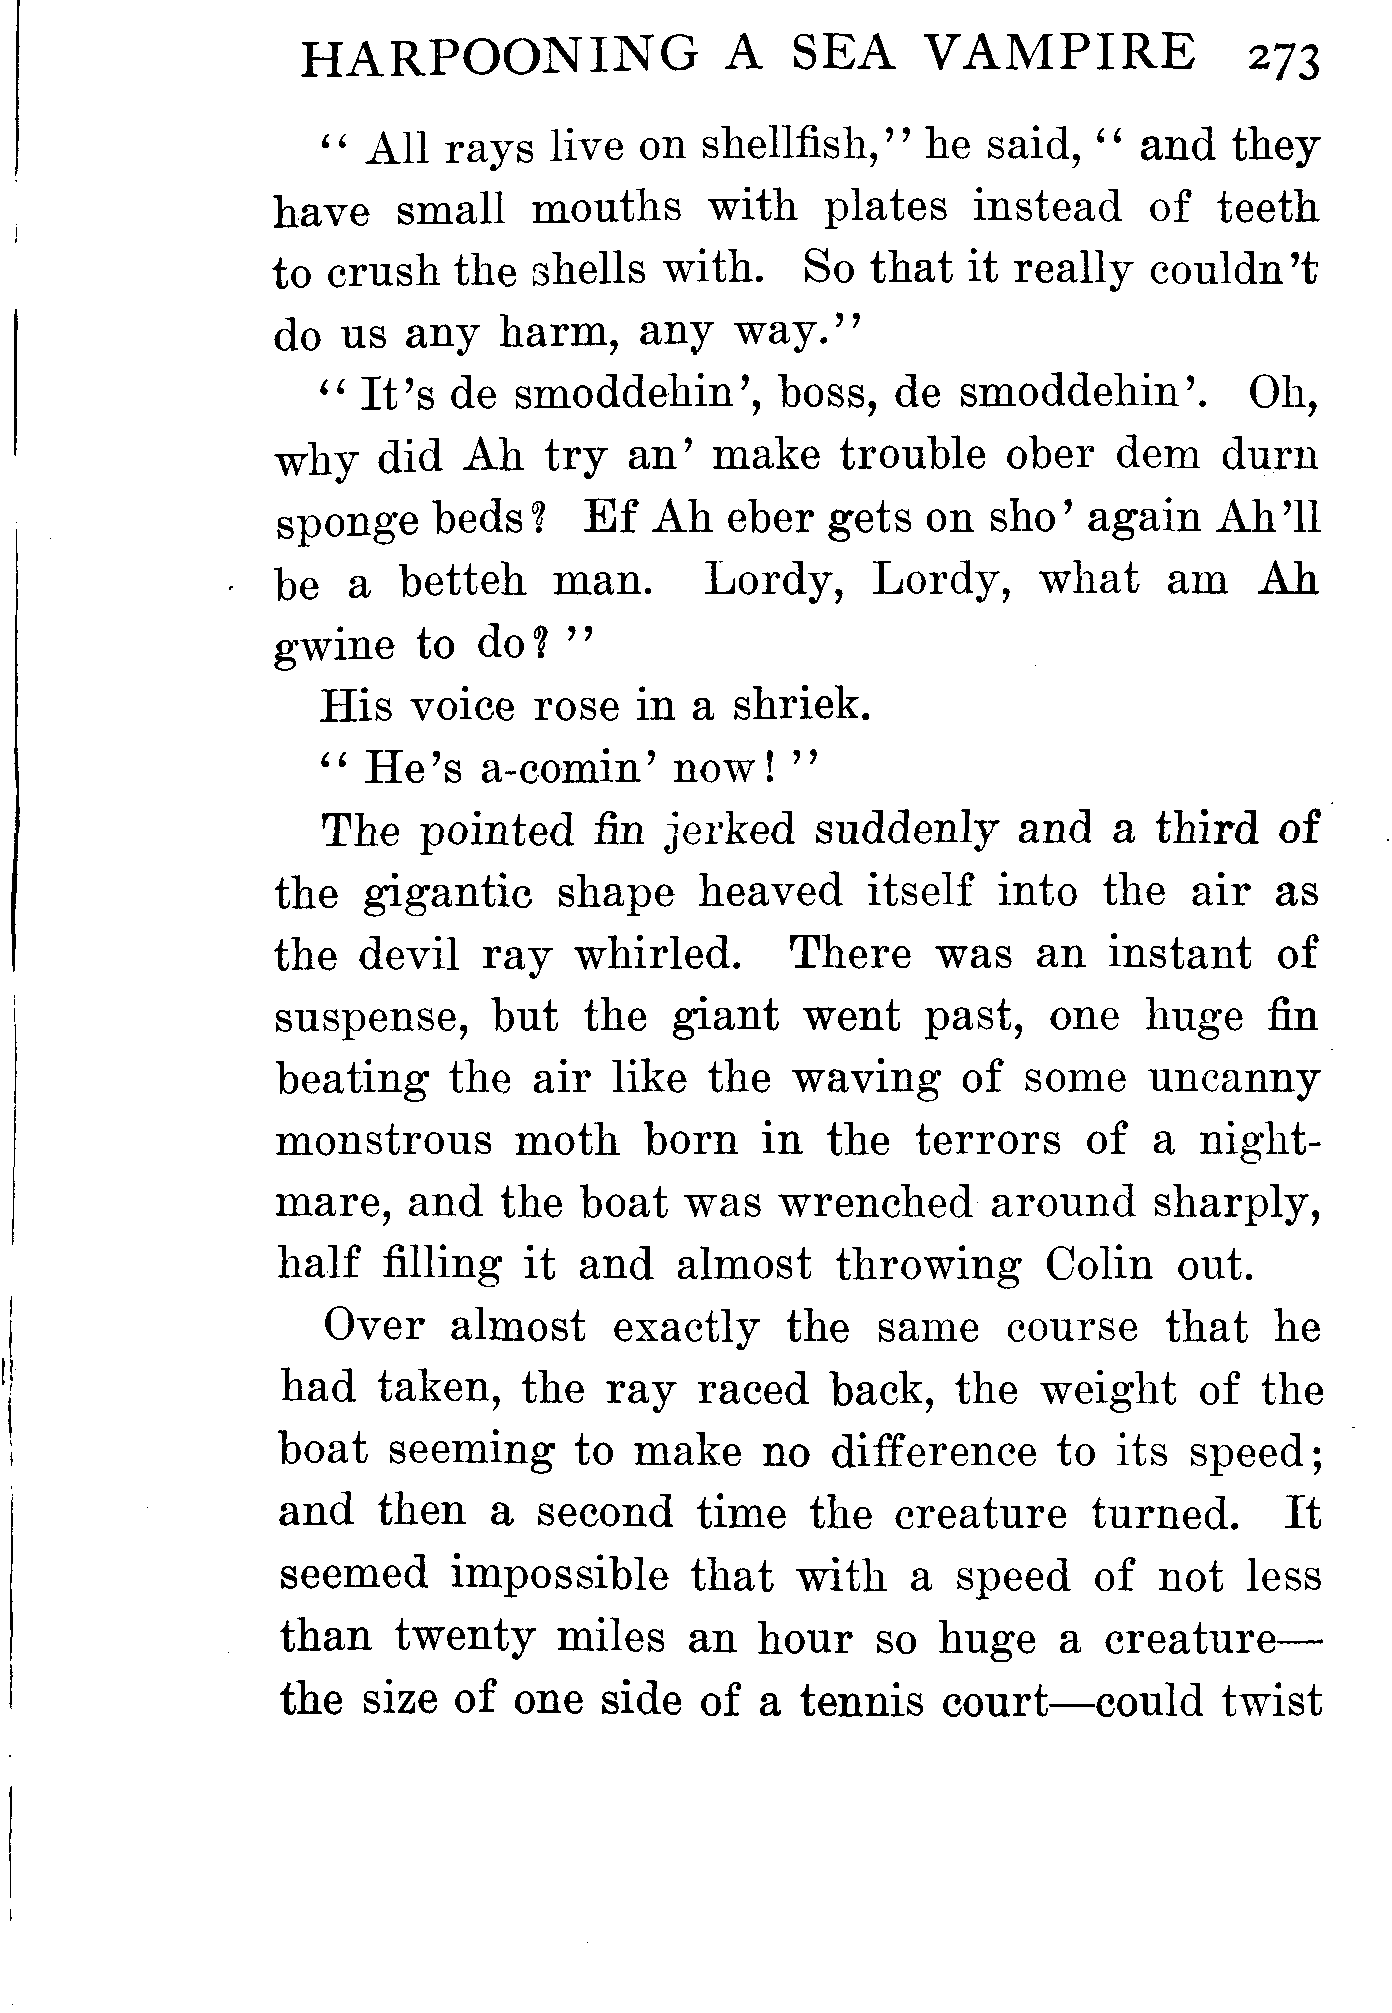 HARPOONING A SEA VAMPIRE 273
" All rays live on shellfish," he said, " and they
have small mouths with plates instead of teeth
to crush the shells with. So that it really couldn't
do us any harm, any way."
" It's de smoddehin', boss, de smoddehin'. Oh,
why did Ah try an' make trouble ober dem durn
sponge beds? Ef Ah eber gets on sho' again Ah'll
be a betteh man. Lordy, Lordy, what am Ah
gwine to do? "
His voice rose in a shriek.
" He's a-comin' now! "
The pointed fin jerked suddenly and a third of
the gigantic shape heaved itself into the air as
the devil ray whirled. There was an instant of
suspense, but the giant went past, one huge fin
beating the air like the waving of some uncanny
monstrous moth born in the terrors of a night-
mare, and the boat was wrenched around sharply,
half filling it and almost throwing Colin out.
Over almost exactly the same course that he
had taken, the ray raced back, the weight of the
boat seeming to make no difference to its speed;
and then a second time the creature turned. It
seemed impossible that with a speed of not less
than twenty miles an hour so huge a creature—
the size of one side of a tennis court—could twist